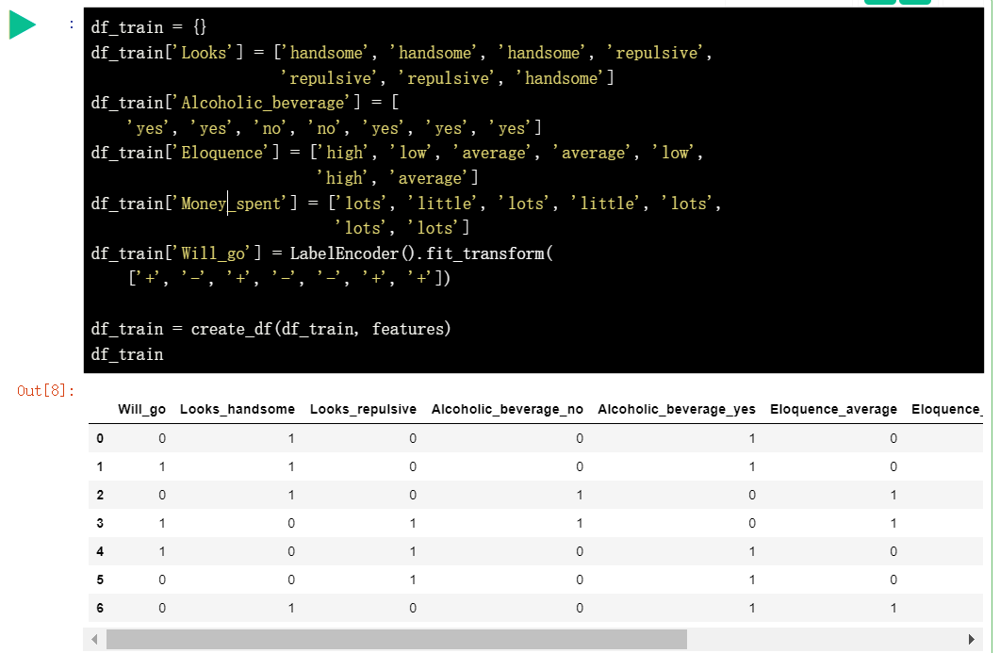 :
df_train = {}
df_train['Looks'] = ['handsome', 'handsome', 'handsome', 'repulsive',
'repulsive', 'repulsive', 'handsome']
df_train['Alcoholic_beverage'] = [
'yes', 'yes', 'no', 'no', 'yes', 'yes', 'yes']
df_train['Eloquence'] = ['high', 'low', 'average', 'average', 'low',
'high', 'average']
df_train['Money_spent'] = ['lots', 'little', 'lots', 'little', 'lots',
'lots', 'lots']
df_train['Will_go'] = LabelEncoder().fit_transform(
['+', '-', '+', '-', '-', '+', '+'])
df_train = create_df(df_train, features)
df_train
Out[8]:
Will_go Looks_handsome Looks_repulsive Alcoholic_beverage_no Alcoholic_beverage_yes Eloquence_average Eloquence_
0 0 1 0 0 1 0
1 1 1 0 0 1 0
2 0 1 0 1 0 1
3 1 0 1 1 0 1
4 1 0 1 0 1 0
5 0 0 1 0 1 0
6 0 1 0 0 1 1